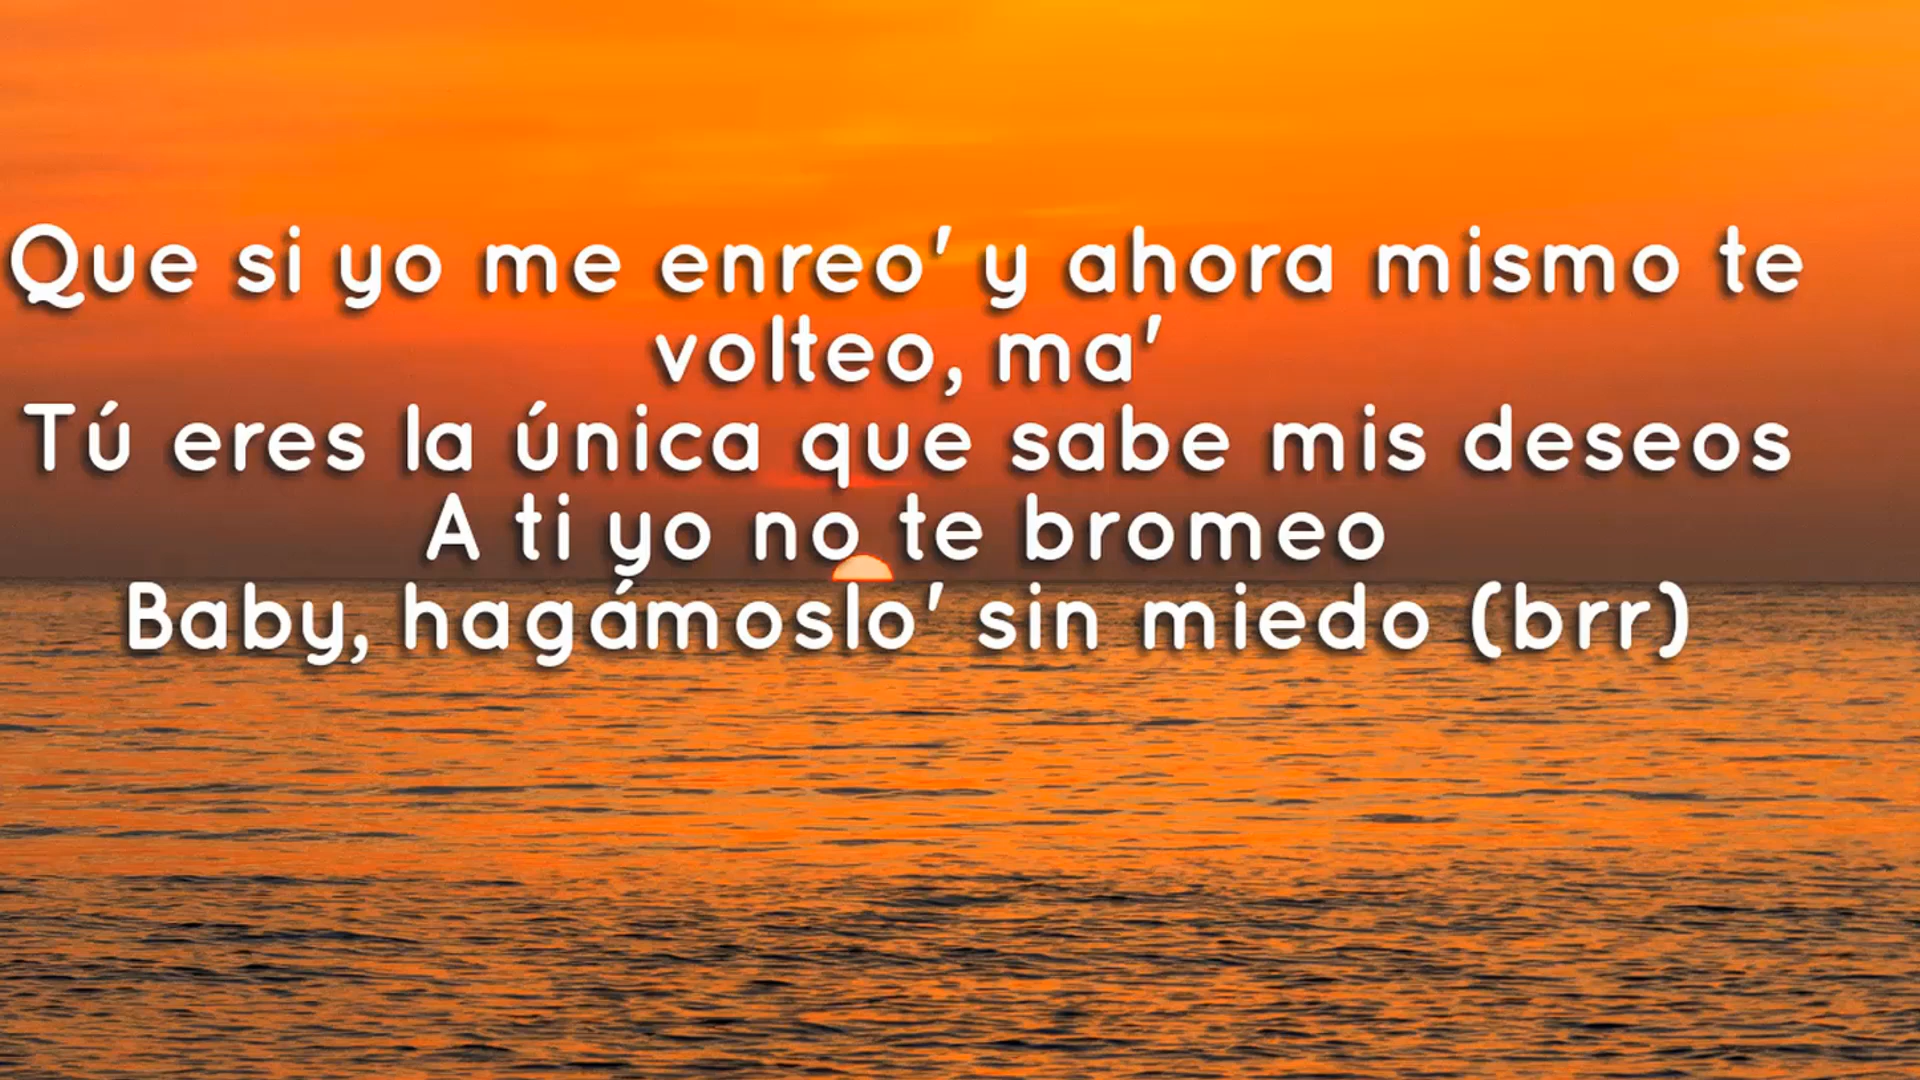 Que si yo me enreo' y ahora mismo te
volteo, ma'
Tú eres la única que sabe mis deseos
A ti yo no te bromeo
Baby, hagámoslo' sin miedo (brr)